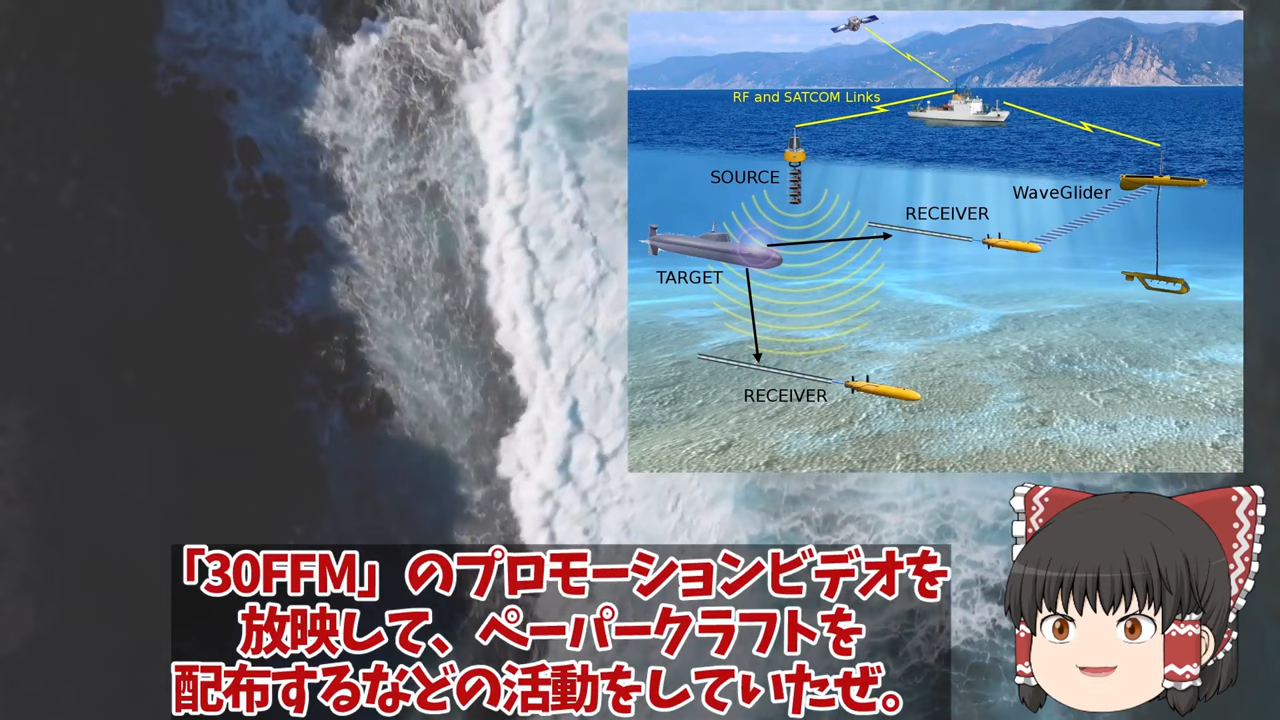 RF and SATCOM Links
SOURCE
WaveGlider
RECEIVER
TARGET
RECEIVER
「30FFM」のプロモーションビデオを
放映して、ペーパークラフトを
配布するなどの活動をしていたぜ。